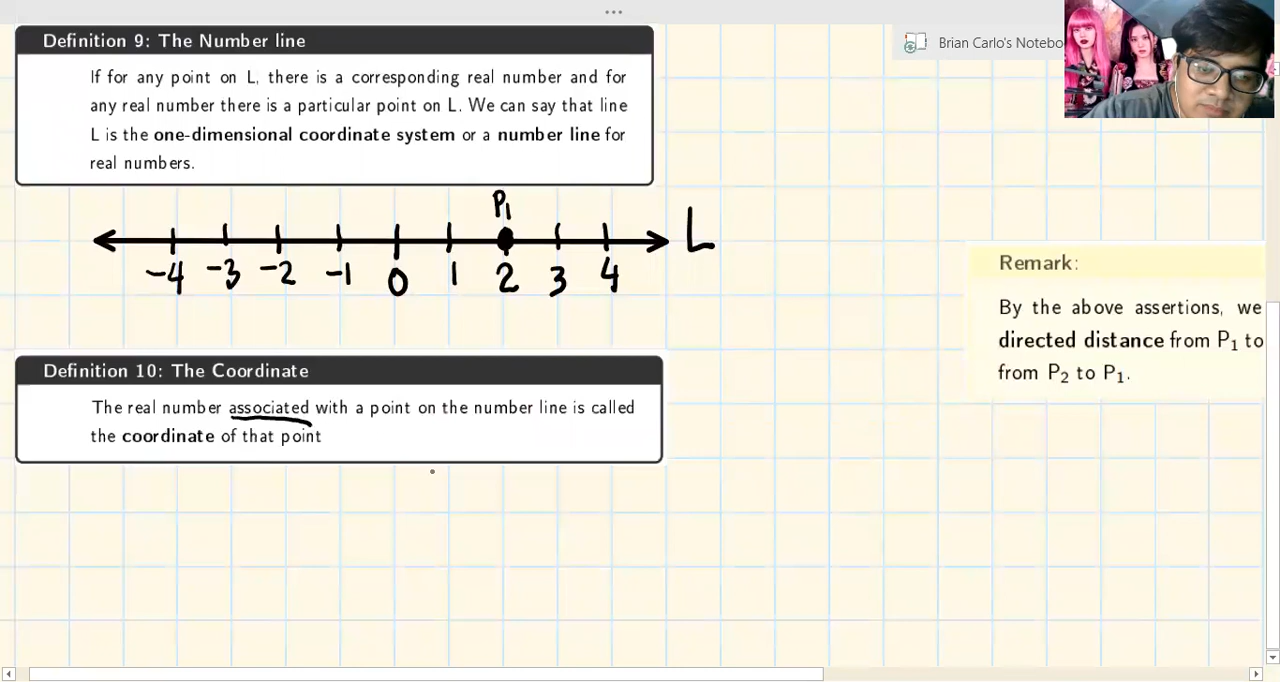 Definition 9: The Number line
Brian Carlo's Notebo
If for any point on L, there is a corresponding real number and for
any real number there is a particular point on L. We can say that line
L is the one-dimensional coordinate system or a number line for
real numbers.
P1
L
-4 -3 -2 -1 0 1 2 3 4
Remark:
By the above assertions, we
directed distance from P1 to
from P2 to P1.
Definition 10: The Coordinate
The real number associated with a point on the number line is called
the coordinate of that point